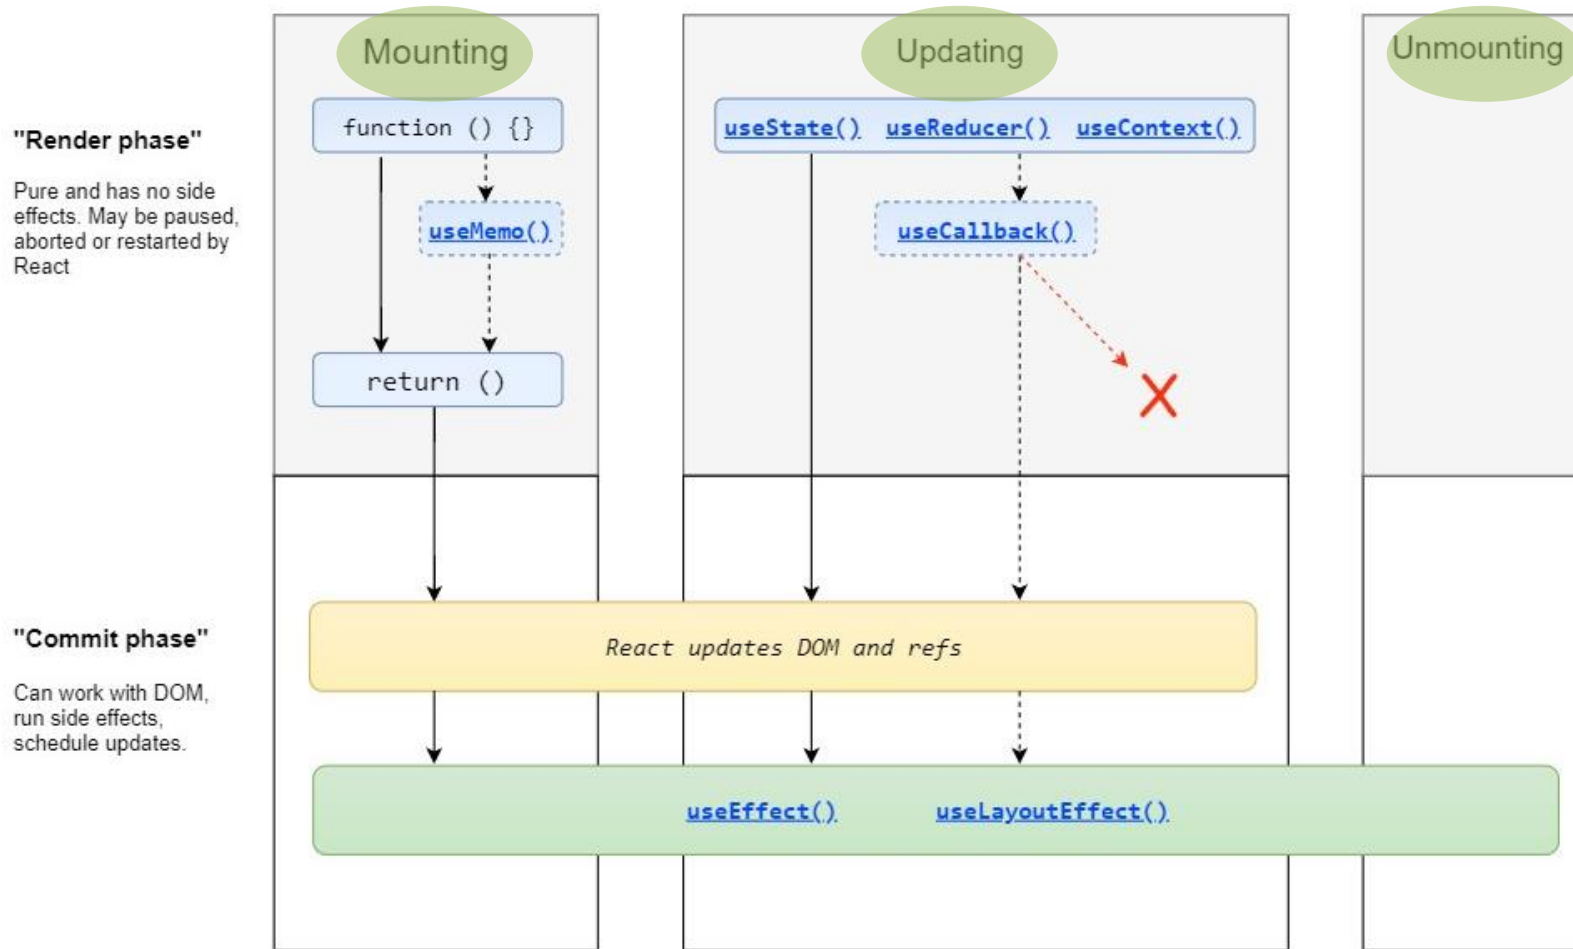 Mounting
Updating
Unmounting
"Render phase"
Pure and has no side
effects. May be paused,
aborted or restarted by
React
function () {}
useMemo()
return ()
useState() useReducer() useContext()
useCallback()
"Commit phase"
Can work with DOM,
run side effects,
schedule updates.
React updates DOM and refs
useEffect() useLayoutEffect()